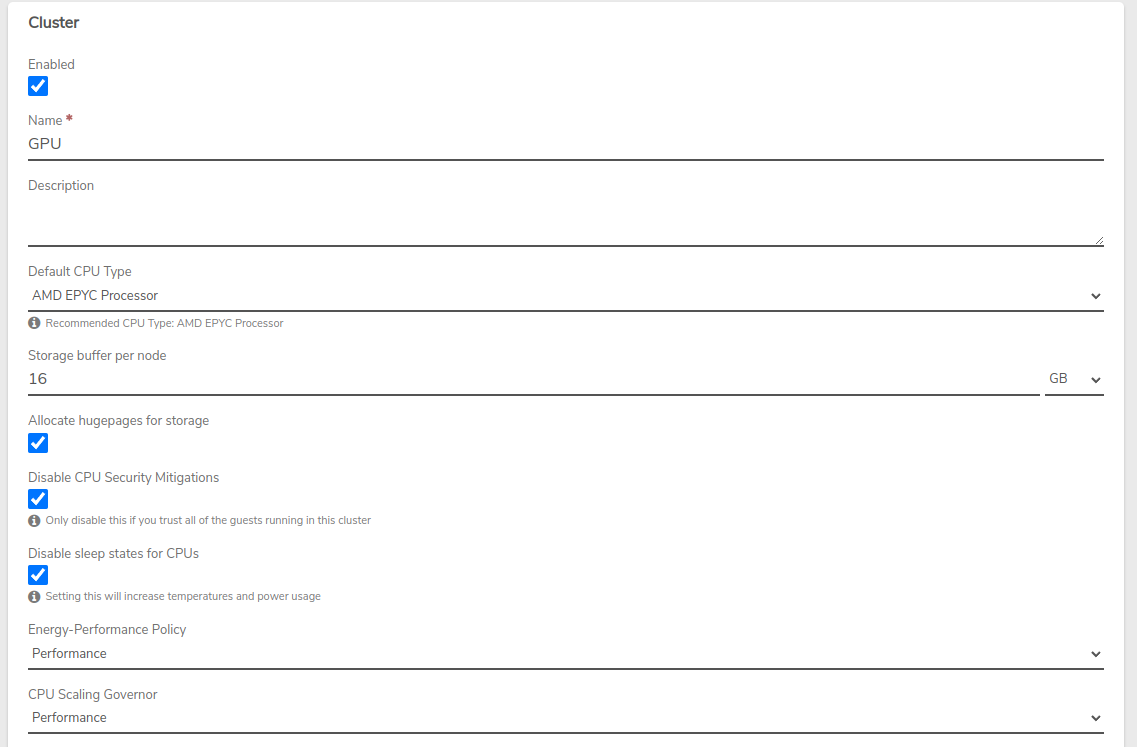 Cluster
Enabled
Name *
GPU
Description
Default CPU Type
AMD EPYC Processor
Recommended CPU Type: AMD EPYC Processor
Storage buffer per node
16 GB
Allocate hugepages for storage
Disable CPU Security Mitigations
Only disable this if you trust all of the guests running in this cluster
Disable sleep states for CPUs
Setting this will increase temperatures and power usage
Energy-Performance Policy
Performance
CPU Scaling Governor
Performance